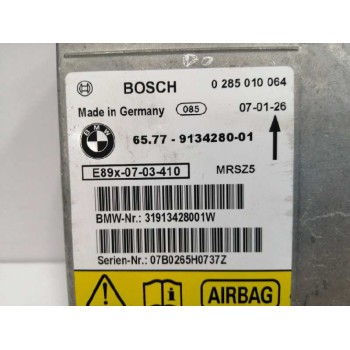 BOSCH 0 285 010 064
Made in Germany 085 07-01-26
BMW 65.77 - 9134280-01
E89x-07-03-410 MRSZ5
BMW-Nr.: 31913428001W
Serien-Nr.: 07B0265H0737Z
AIRBAG